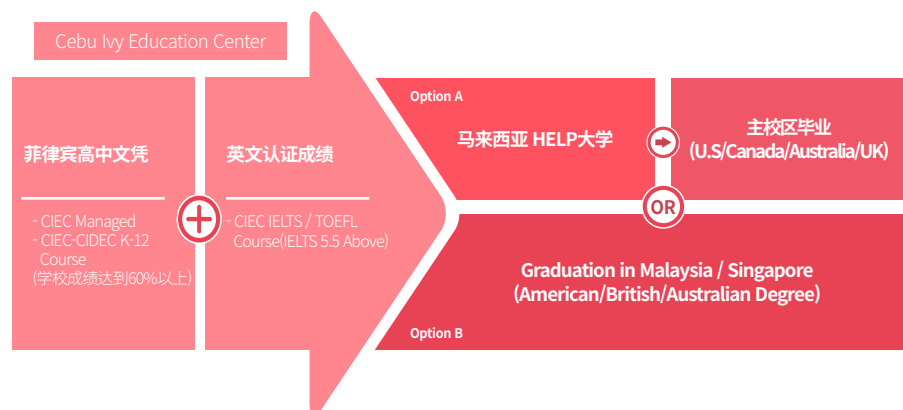 Cebu Ivy Education Center
菲律宾高中文凭
- CIEC Managed
- CIEC-CIDEC K-12
Course
(学校成绩达到60%以上)
英文认证成绩
- CIEC IELTS / TOEFL
Course(IELTS 5.5 Above)
Option A
马来西亚 HELP大学
主校区毕业
(U.S/Canada/Australia/UK)
OR
Graduation in Malaysia / Singapore
(American/British/Australian Degree)
Option B